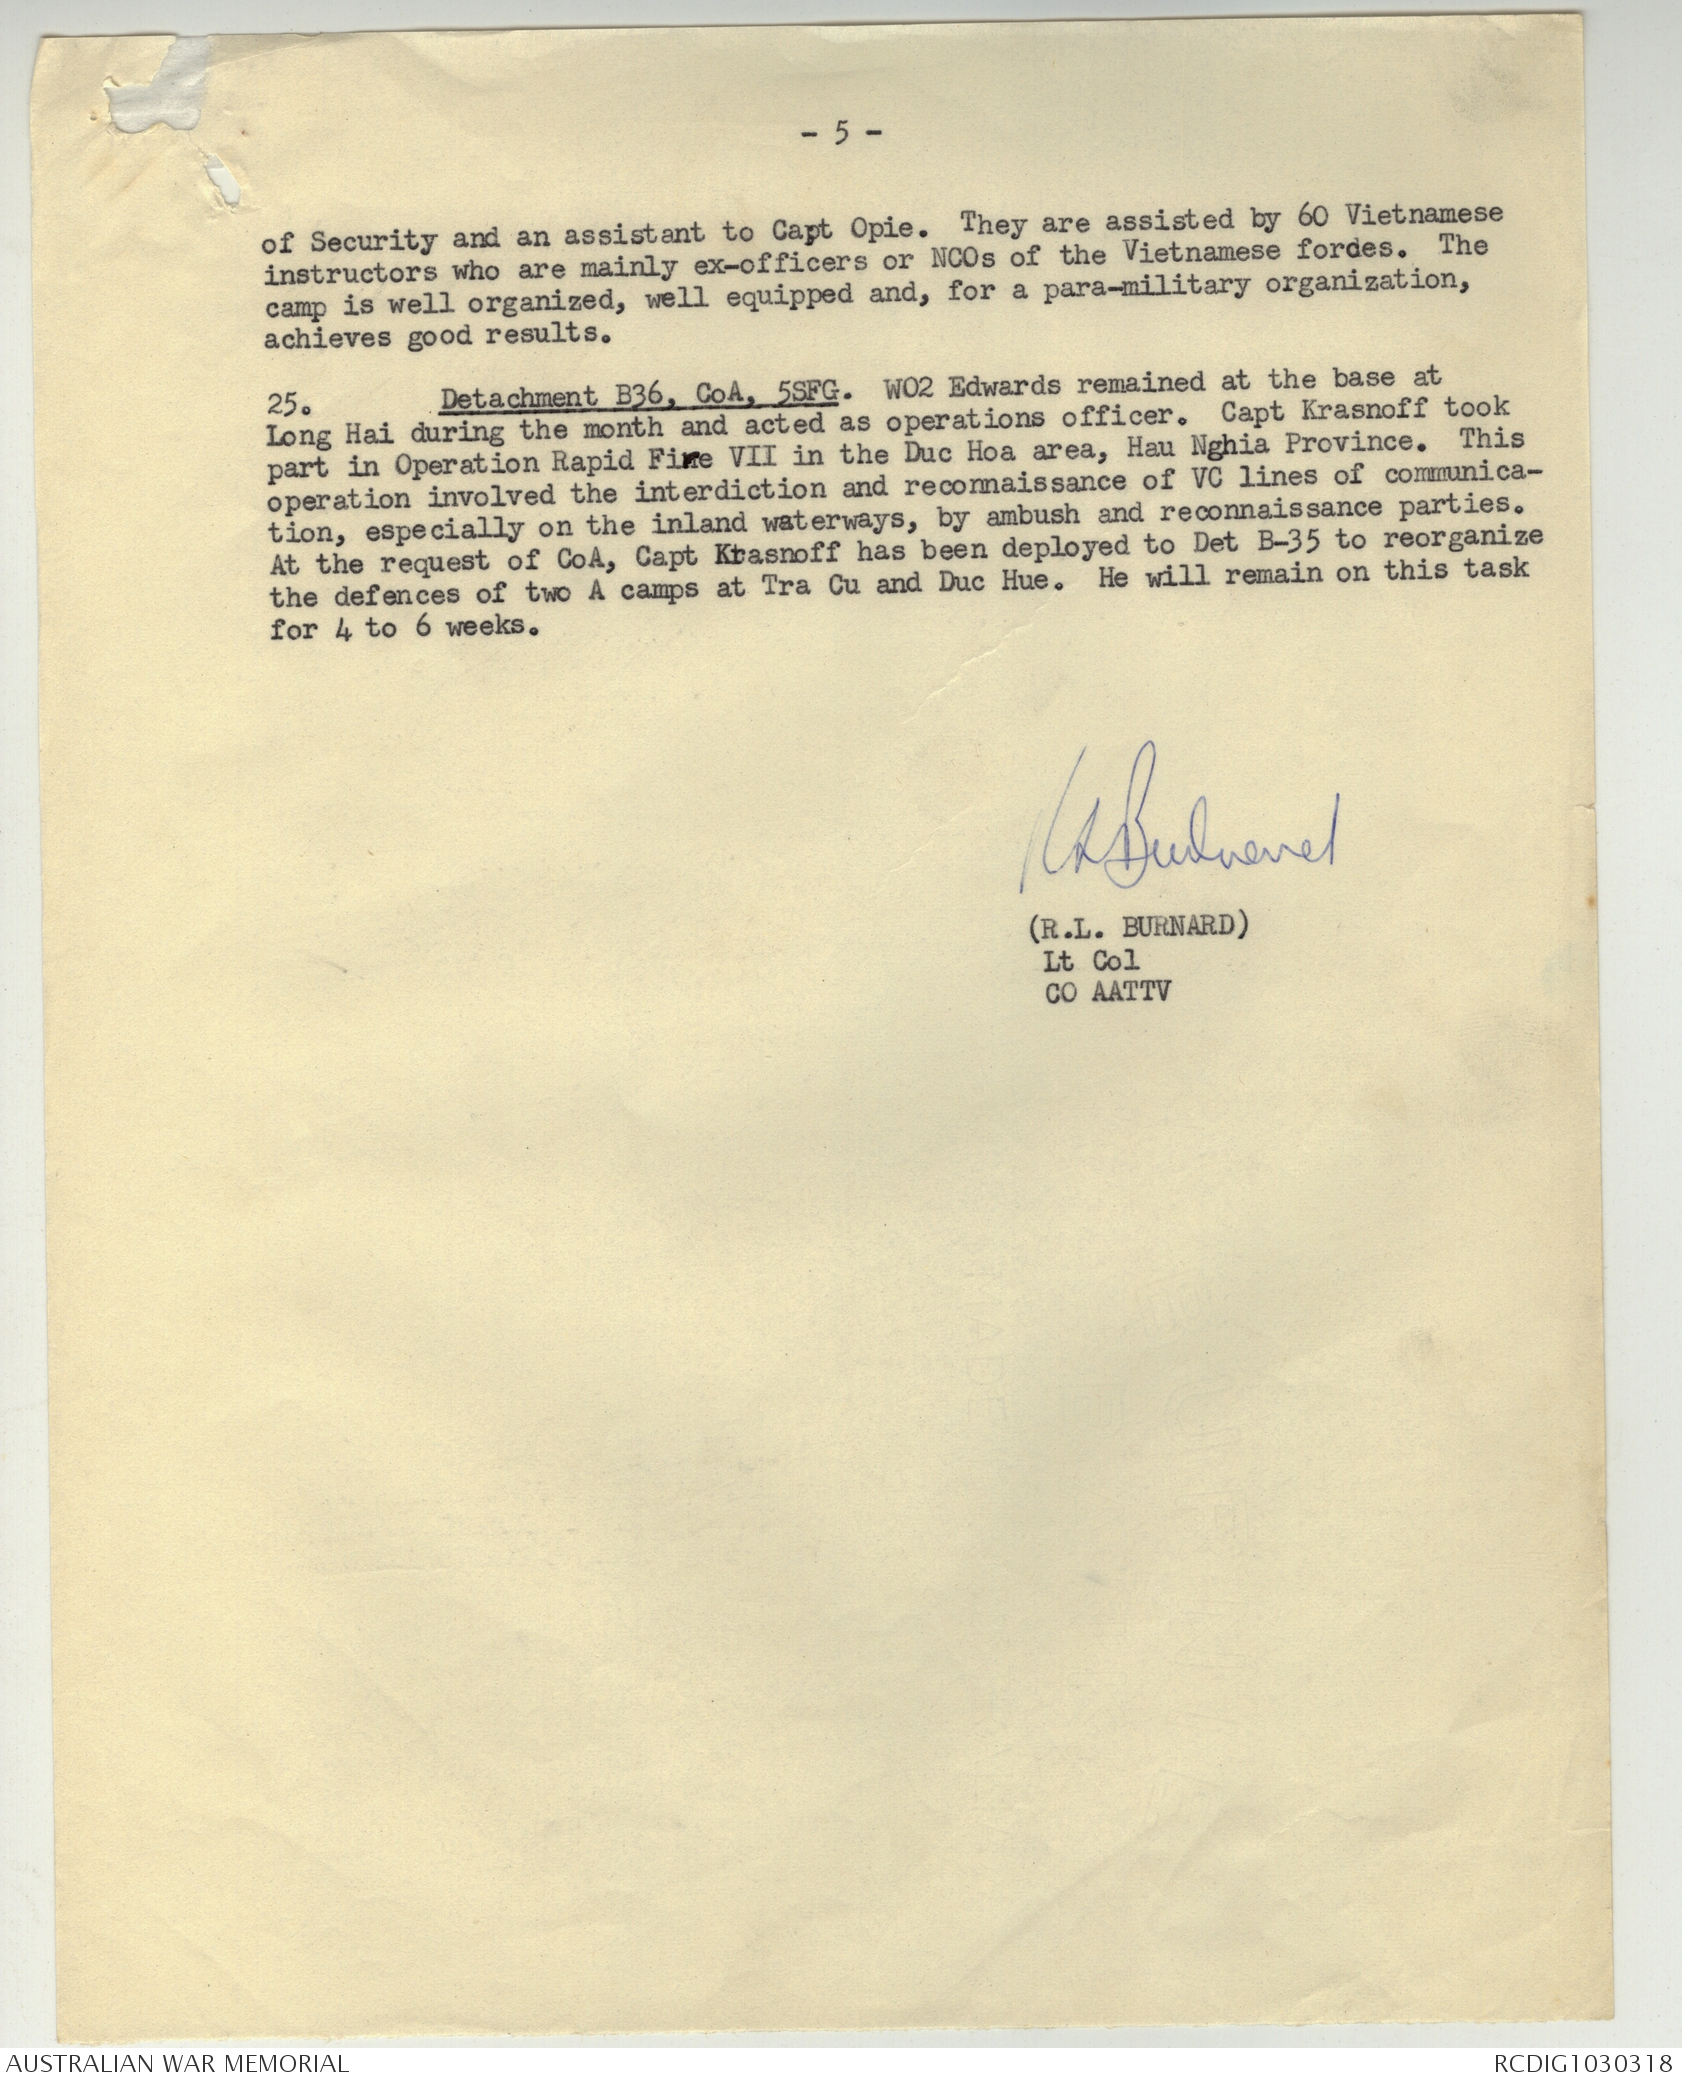 - 5 -
of Security and an assistant to Capt Opie. They are assisted by 60 Vietnamese
instructors who are mainly ex-officers or NCOs of the Vietnamese fordes. The
camp is well organized, well equipped and, for a para-military organization,
achieves good results.
25. Detachment B36, CoA, 5SFG. WO2 Edwards remained at the base at
Long Hai during the month and acted as operations officer. Capt Krasnoff took
part in Operation Rapid Fire VII in the Duc Hoa area, Hau Nghia Province. This
operation involved the interdiction and reconnaissance of VC lines of communica-
tion, especially on the inland waterways, by ambush and reconnaissance parties.
At the request of CoA, Capt Krasnoff has been deployed to Det B-35 to reorganize
the defences of two A camps at Tra Cu and Duc Hue. He will remain on this task
for 4 to 6 weeks.
(R.L. BURNARD)
Lt Col
CO AATTV
AUSTRALIAN WAR MEMORIAL
RCDIG1030318